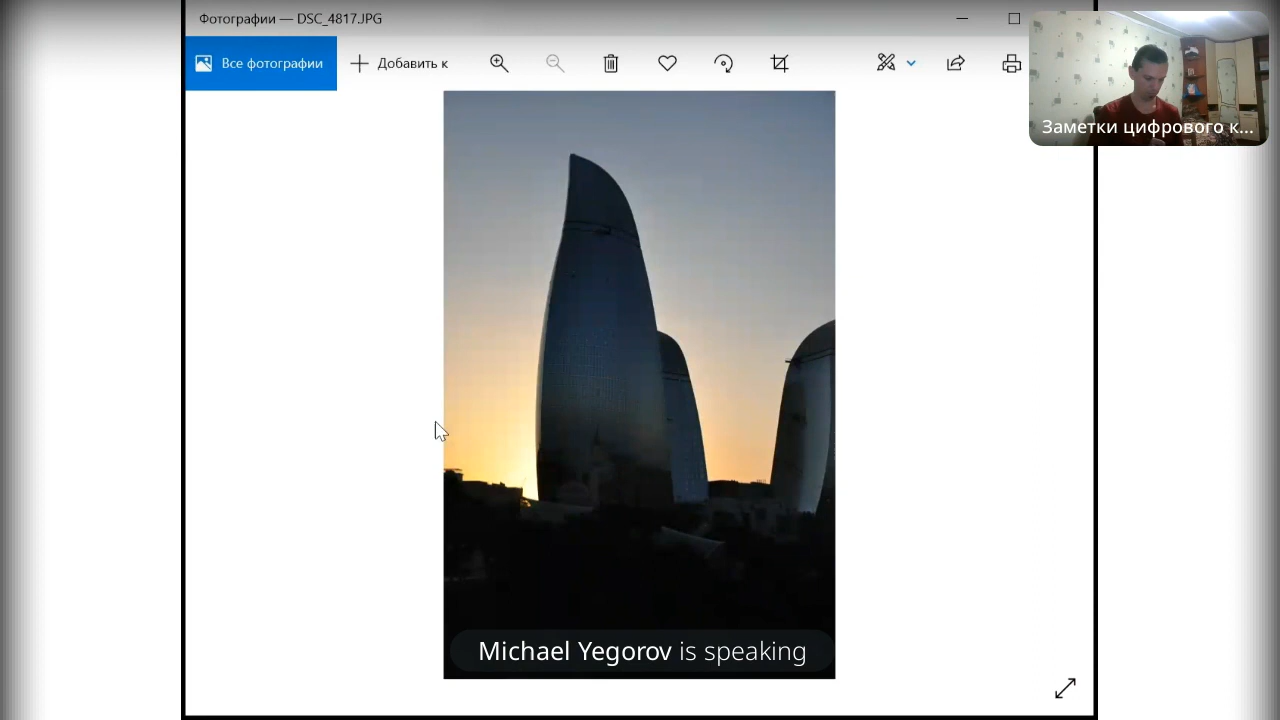 Фотографии — DSC_4817.JPG
Все фотографии
Добавить к
Заметки цифрового к...
Michael Yegorov is speaking